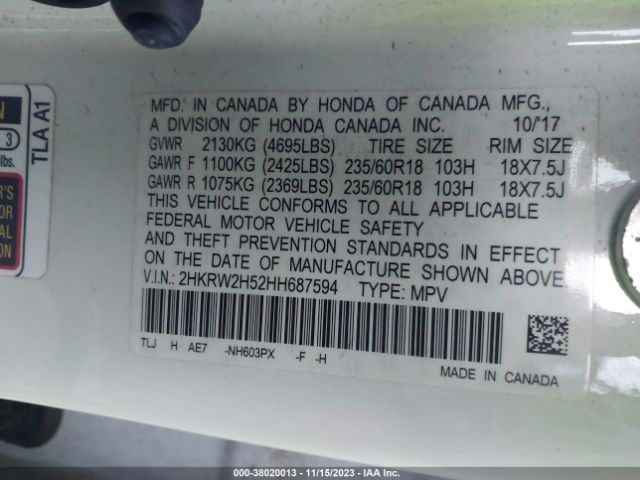 MFD. IN CANADA BY HONDA OF CANADA MFG.,
A DIVISION OF HONDA CANADA INC. 10/'17
GVWR 2130KG (4695LBS) TIRE SIZE RIM SIZE
GAWR F 1100KG (2425LBS) 235/60R18 103H 18X7.5J
GAWR R 1075KG (2369LBS) 235/60R18 103H 18X7.5J
THIS VEHICLE CONFORMS TO ALL APPLICABLE
FEDERAL MOTOR VEHICLE SAFETY
AND THEFT PREVENTION STANDARDS IN EFFECT
ON THE DATE OF MANUFACTURE SHOWN ABOVE.
V.I.N.: 2HKRW2H52HH687594 TYPE: MPV
TLJ H AE7 -NH603PX -F -H
MADE IN CANADA
TLA A1
3
lbs.
000-38020013 - 11/15/2023 - IAA Inc.